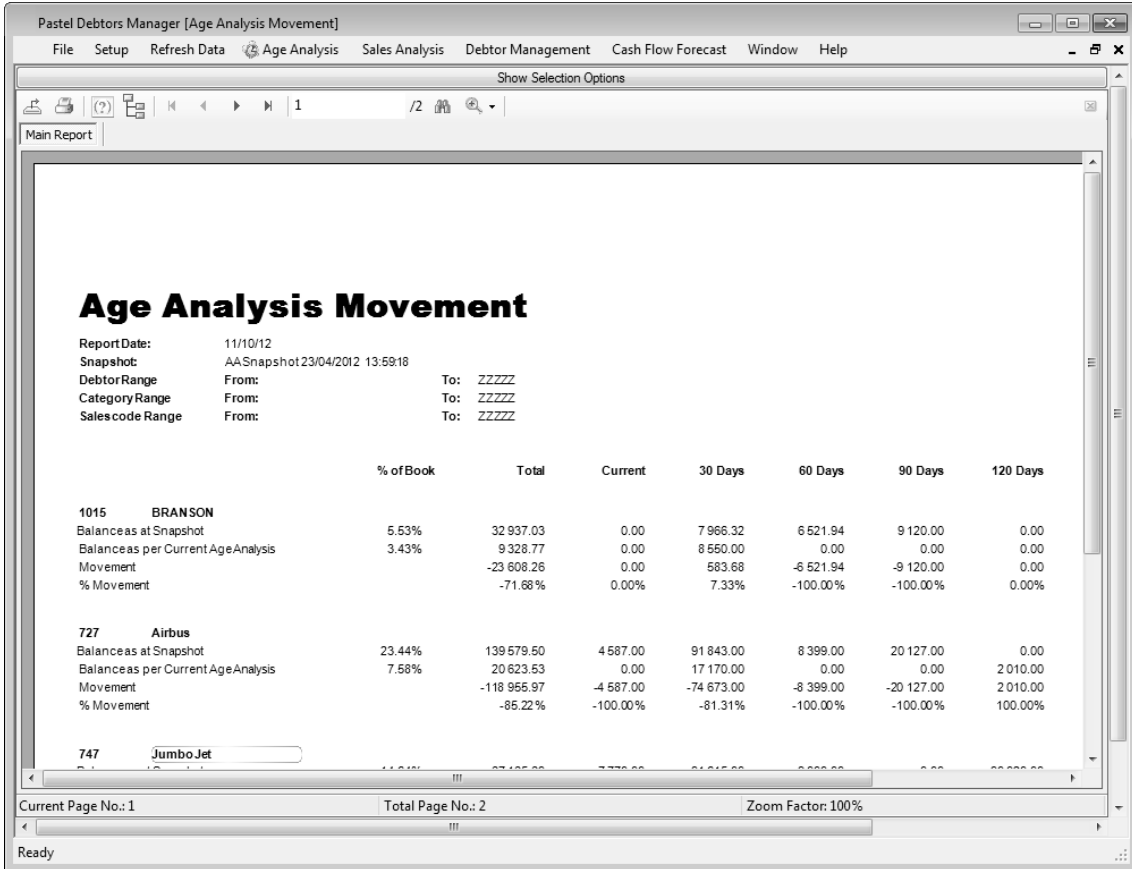 Pastel Debtors Manager [Age Analysis Movement]
File Setup Refresh Data Age Analysis Sales Analysis Debtor Management Cash Flow Forecast Window Help
Show Selection Options
1 /2
Main Report
Age Analysis Movement
Report Date: 11/10/12
Snapshot: AA Snapshot 23/04/2012 13:59:18
Debtor Range From: To: ZZZZZ
Category Range From: To: ZZZZZ
Salescode Range From: To: ZZZZZ
% of Book Total Current 30 Days 60 Days 90 Days 120 Days
1015 BRANSON
Balance as at Snapshot 5.53% 32 937.03 0.00 7 966.32 6 521.94 9 120.00 0.00
Balance as per Current Age Analysis 3.43% 9 328.77 0.00 8 550.00 0.00 0.00 0.00
Movement -23 608.26 0.00 583.68 -6 521.94 -9 120.00 0.00
% Movement -71.68% 0.00% 7.33% -100.00% -100.00% 0.00%
727 Airbus
Balance as at Snapshot 23.44% 139 579.50 4 587.00 91 843.00 8 399.00 20 127.00 0.00
Balance as per Current Age Analysis 7.58% 20 623.53 0.00 17 170.00 0.00 0.00 2 010.00
Movement -118 955.97 -4 587.00 -74 673.00 -8 399.00 -20 127.00 2 010.00
% Movement -85.22% -100.00% -81.31% -100.00% -100.00% 100.00%
747 Jumbo Jet
Current Page No.: 1 Total Page No.: 2 Zoom Factor: 100%
Ready